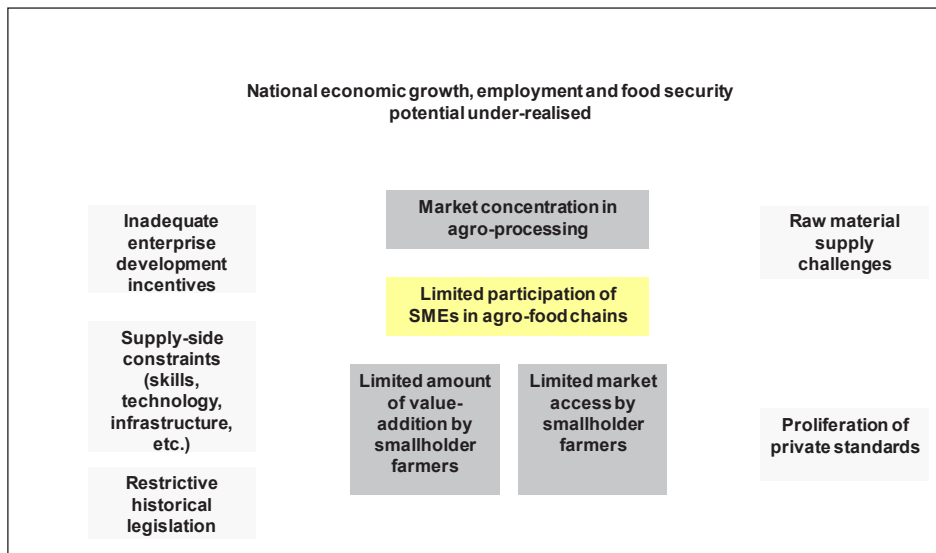 National economic growth, employment and food security
potential under-realised
Inadequate
enterprise
development
incentives
Market concentration in
agro-processing
Raw material
supply
challenges
Limited participation of
SMEs in agro-food chains
Supply-side
constraints
(skills,
technology,
infrastructure,
etc.)
Limited amount
of value-
addition by
smallholder
farmers
Limited market
access by
smallholder
farmers
Proliferation of
private standards
Restrictive
historical
legislation